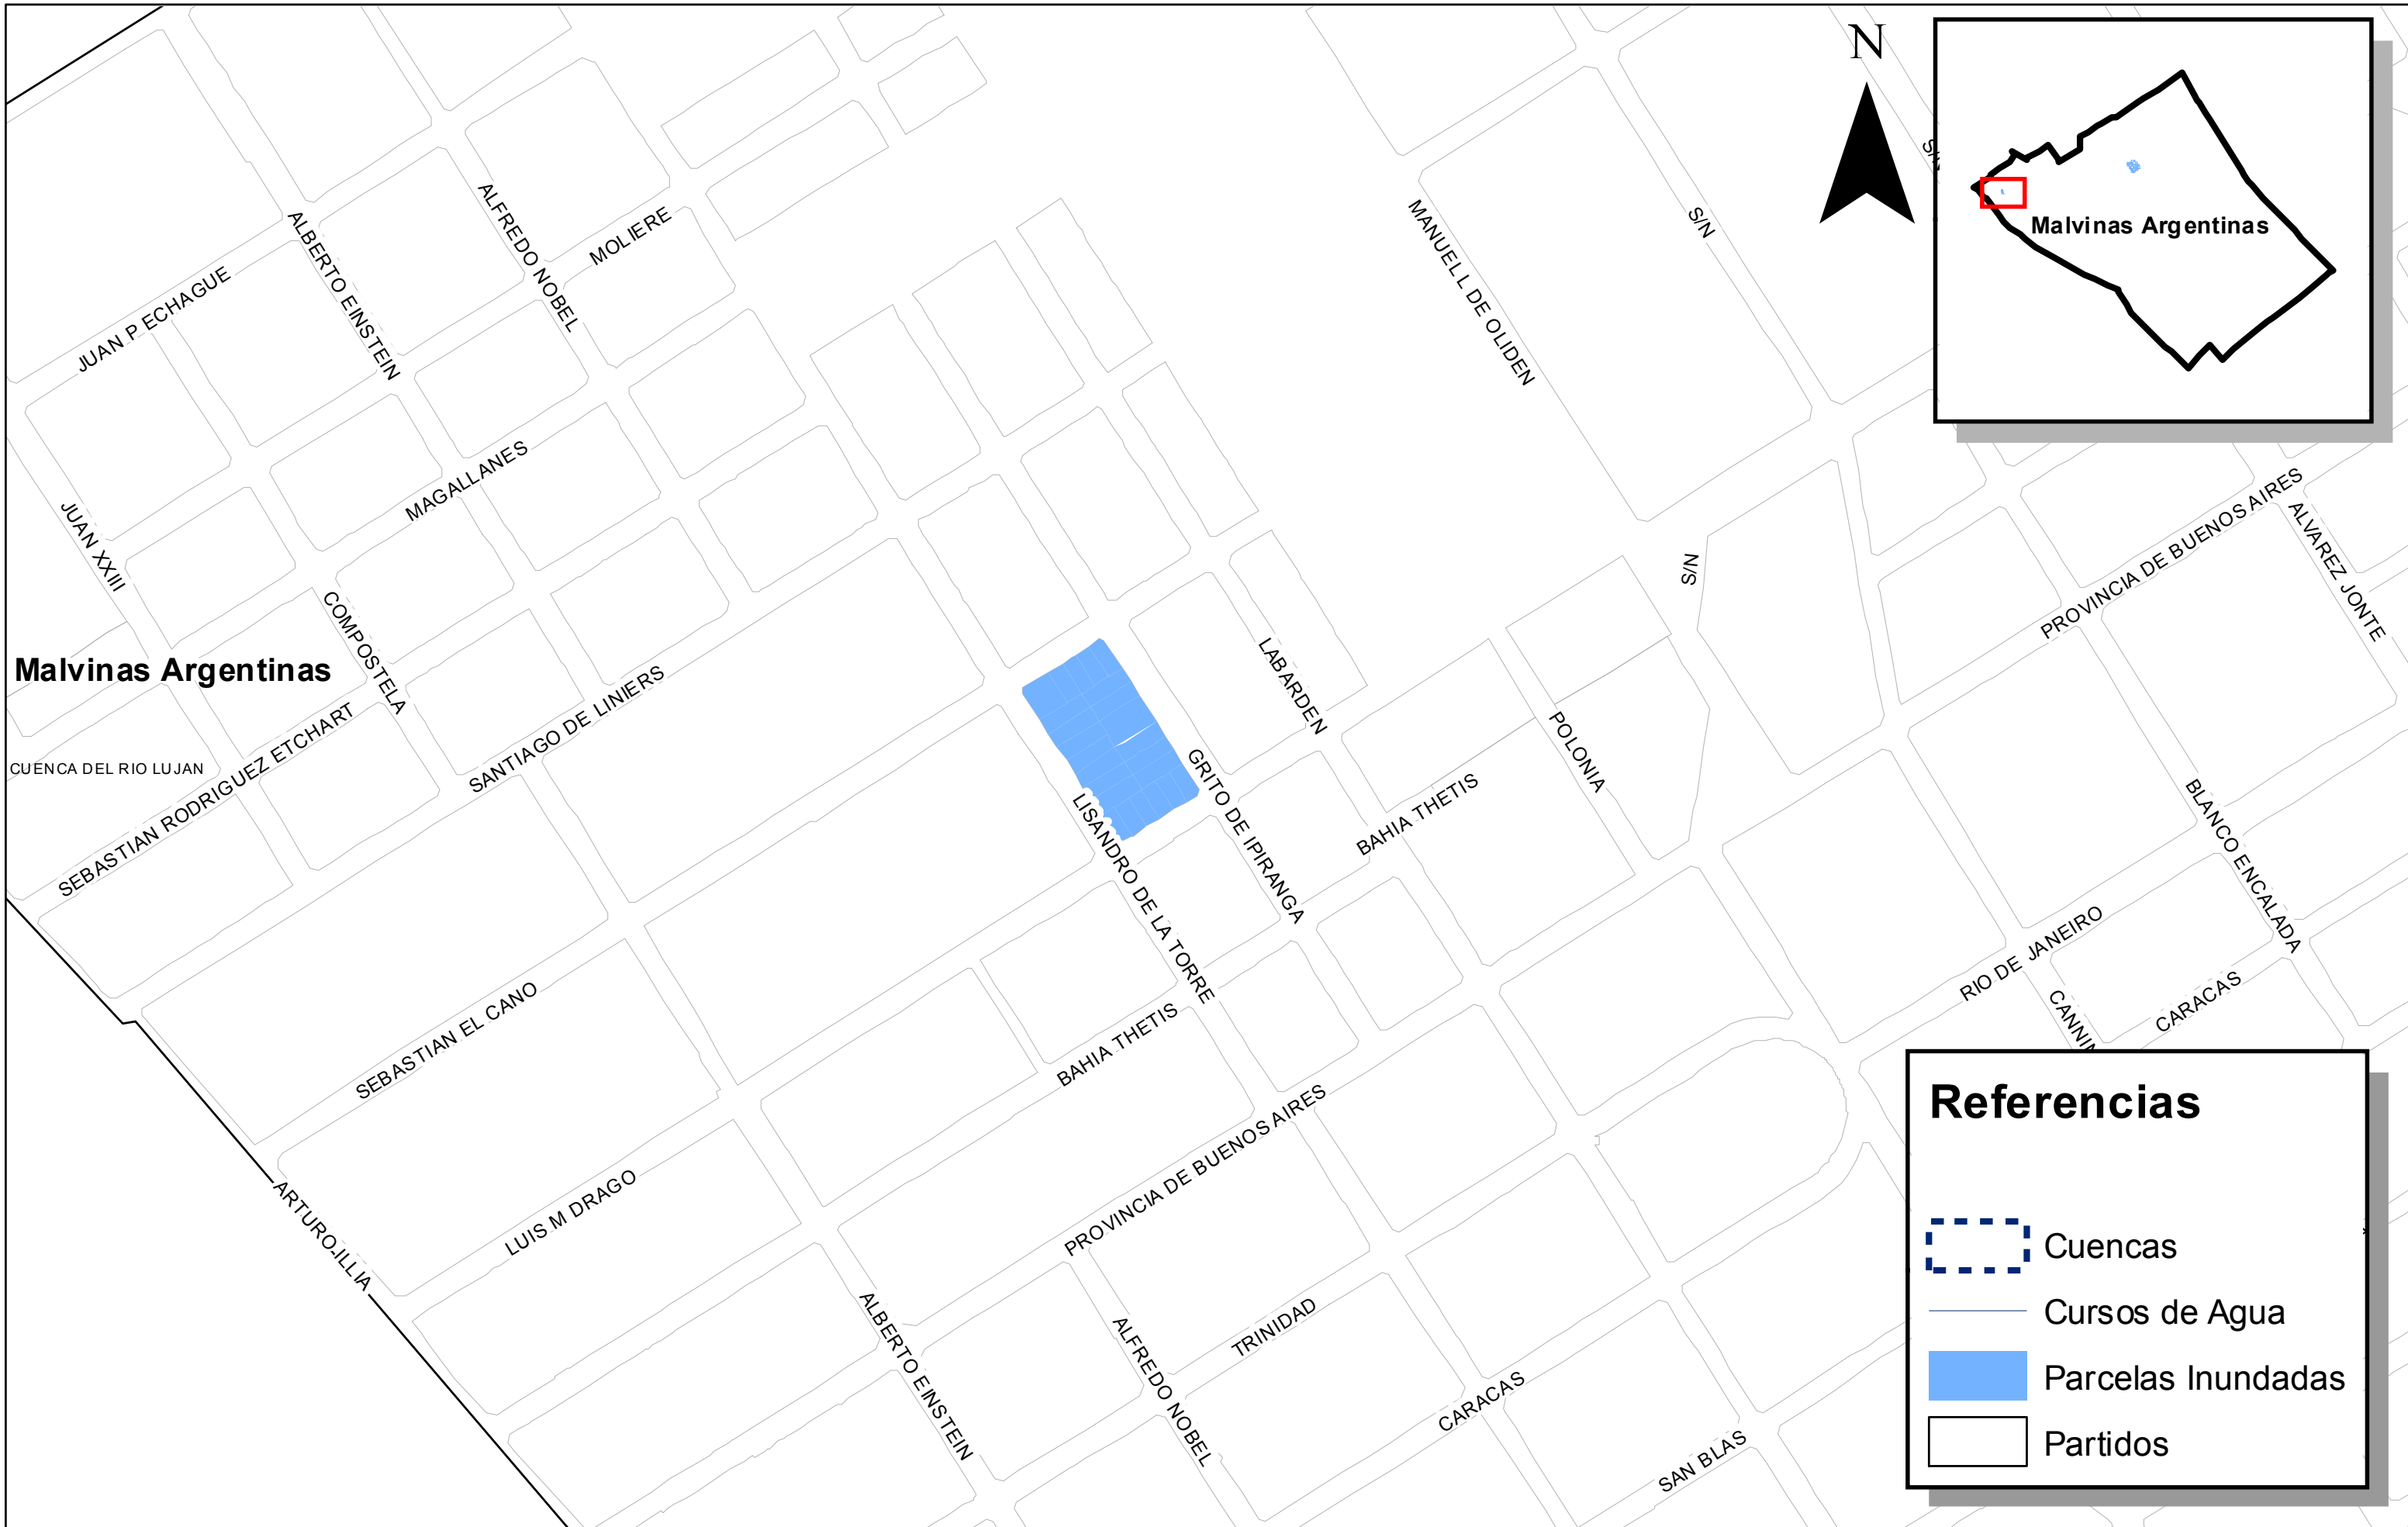 N
S/N
Malvinas Argentinas
ALFREDO NOBEL
MOLIERE
ALBERTO EINSTEIN
JUAN P ECHAGUE
MANUEL L DE OLIDEN
S/N
MAGALLANES
JUAN XXIII
COMPOSTELA
S/N
PROVINCIA DE BUENOS AIRES
ALVAREZ JONTE
Malvinas Argentinas
CUENCA DEL RIO LUJAN
SEBASTIAN RODRIGUEZ ETCHART
SANTIAGO DE LINIERS
LABARDEN
POLONIA
GRITO DE IPIRANGA
BAHIA THETIS
LISANDRO DE LA TORRE
BLANCO ENCALADA
RIO DE JANEIRO
CARACAS
SEBASTIAN EL CANO
BAHIA THETIS
PROVINCIA DE BUENOS AIRES
LUIS M DRAGO
ARTURO ILLIA
ALBERTO EINSTEIN
ALFREDO NOBEL
TRINIDAD
CARACAS
SAN BLAS
Referencias
Cuencas
Cursos de Agua
Parcelas Inundadas
Partidos